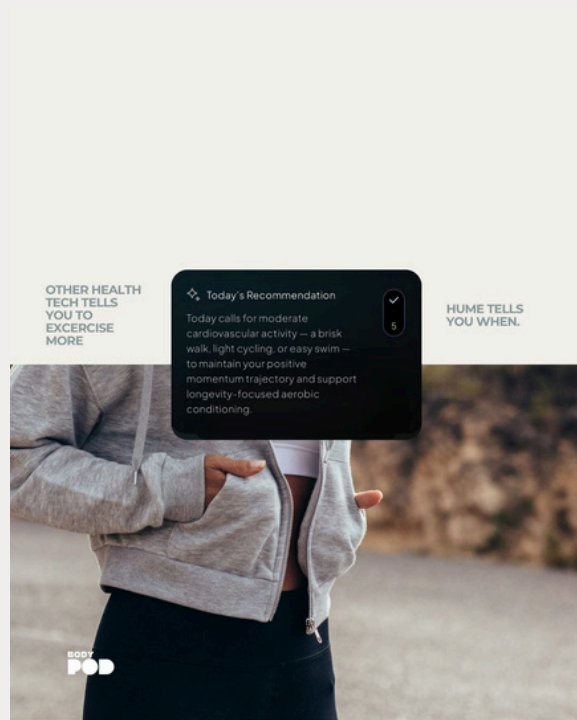 OTHER HEALTH
TECH TELLS
YOU TO
EXCERCISE
MORE
Today's Recommendation
Today calls for moderate
cardiovascular activity — a brisk
walk, light cycling, or easy swim —
to maintain your positive
momentum trajectory and support
longevity-focused aerobic
conditioning.
5
HUME TELLS
YOU WHEN.
BODY
POD